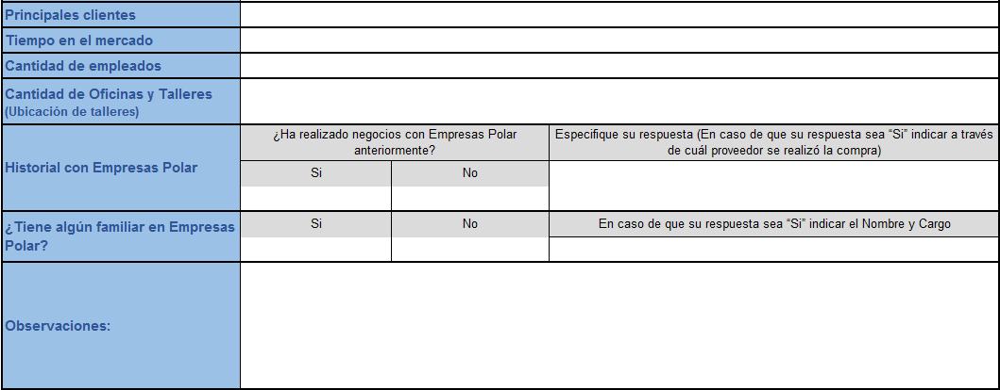 Principales clientes
Tiempo en el mercado
Cantidad de empleados
Cantidad de Oficinas y Talleres
(Ubicación de talleres)
Historial con Empresas Polar
¿Ha realizado negocios con Empresas Polar
anteriormente?
Especifique su respuesta (En caso de que su respuesta sea “Si” indicar a través
de cuál proveedor se realizó la compra)
Si
No
¿Tiene algún familiar en Empresas
Polar?
Si
No
En caso de que su respuesta sea “Si” indicar el Nombre y Cargo
Observaciones: